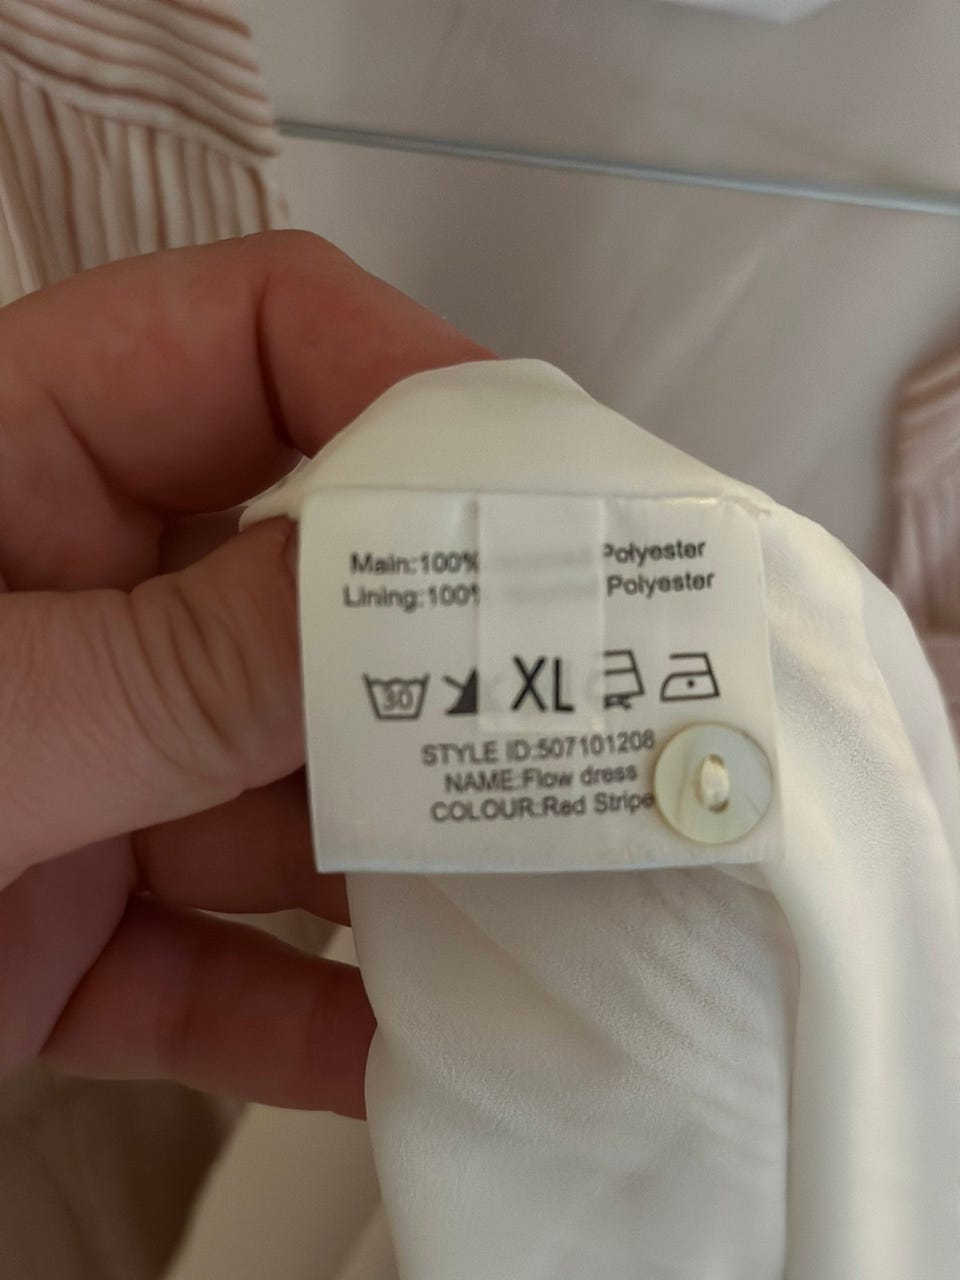 Main:100% Polyester
Lining:100% Polyester
30 XL
STYLE ID:507101208
NAME:Flow dress
COLOUR:Red Stripe